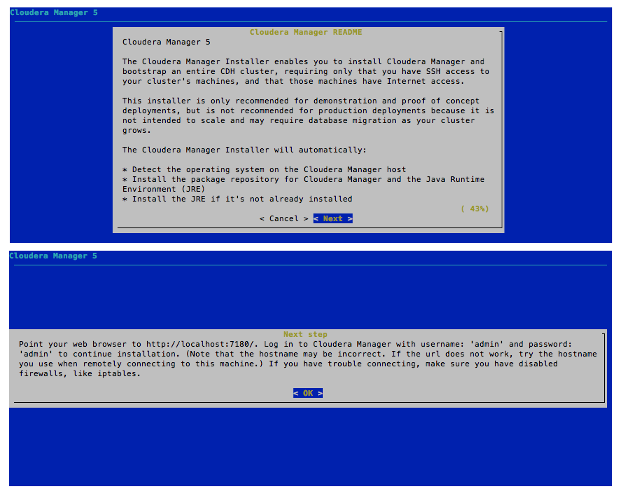 Cloudera Manager 5
Cloudera Manager README
Cloudera Manager 5
The Cloudera Manager Installer enables you to install Cloudera Manager and
bootstrap an entire CDH cluster, requiring only that you have SSH access to
your cluster's machines, and that those machines have Internet access.
This installer is only recommended for demonstration and proof of concept
deployments, but is not recommended for production deployments because it is
not intended to scale and may require database migration as your cluster
grows.
The Cloudera Manager Installer will automatically:
* Detect the operating system on the Cloudera Manager host
* Install the package repository for Cloudera Manager and the Java Runtime
Environment (JRE)
* Install the JRE if it's not already installed
( 43%)
< Cancel > < Next >
Cloudera Manager 5
Next step
Point your web browser to http://localhost:7180/. Log in to Cloudera Manager with username: 'admin' and password:
'admin' to continue installation. (Note that the hostname may be incorrect. If the url does not work, try the hostname
you use when remotely connecting to this machine.) If you have trouble connecting, make sure you have disabled
firewalls, like iptables.
< OK >